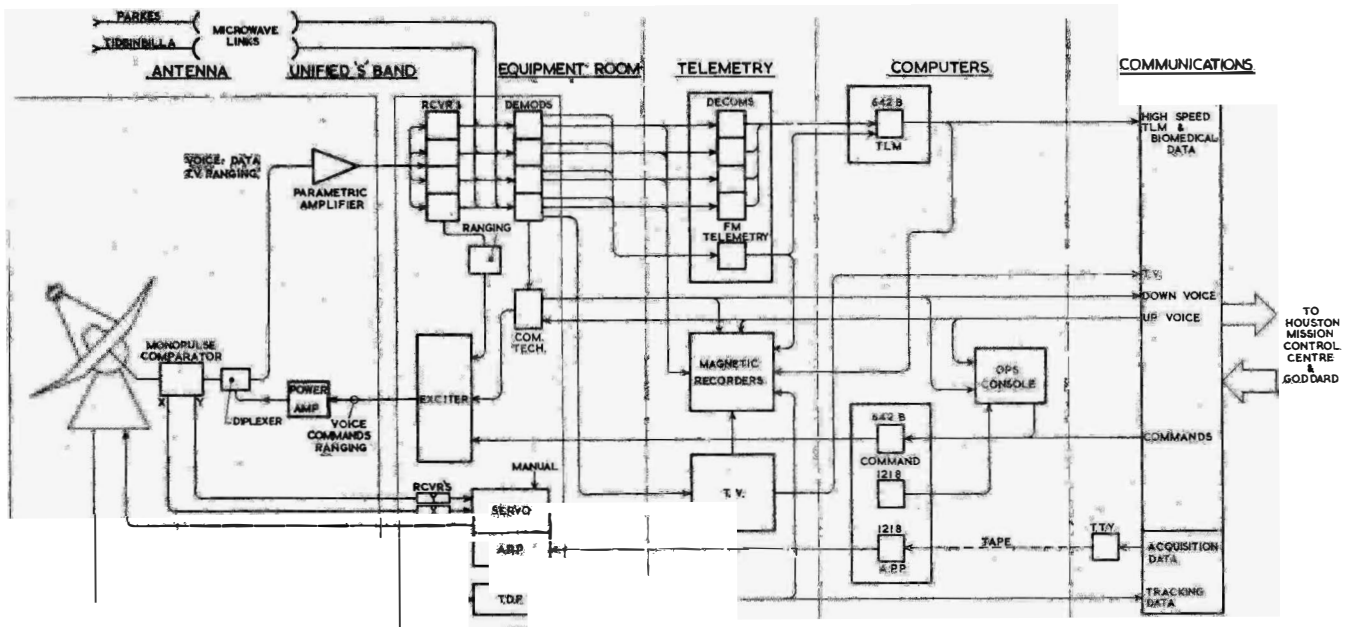 PARKES
TIDBINBILLA
MICROWAVE
LINKS
ANTENNA
UNIFIED 'S' BAND
EQUIPMENT ROOM
TELEMETRY
COMPUTERS
COMMUNICATIONS
RCVR'S
DEMODS
DECOMS
642 B
TLM
HIGH SPEED
TLM &
BIOMEDICAL
DATA
VOICE: DATA
T.V. RANGING.
PARAMETRIC
AMPLIFIER
RANGING
FM
TELEMETRY
T.V.
DOWN VOICE
UP VOICE
TO
HOUSTON
MISSION
CONTROL
CENTRE
&
GODDARD
COM.
TECH.
MONOPULSE
COMPARATOR
X
Y
DIPLEXER
POWER
AMP
VOICE
COMMANDS
RANGING
EXCITER
MAGNETIC
RECORDERS
OPS
CONSOLE
642 B
COMMAND
COMMANDS
1218
MANUAL
RCVR'S
Y
X
SERVO
T. V.
A.P.P.
1218
A.P.P.
TAPE
T.T.Y
ACQUISITION
DATA
T.D.P.
TRACKING
DATA